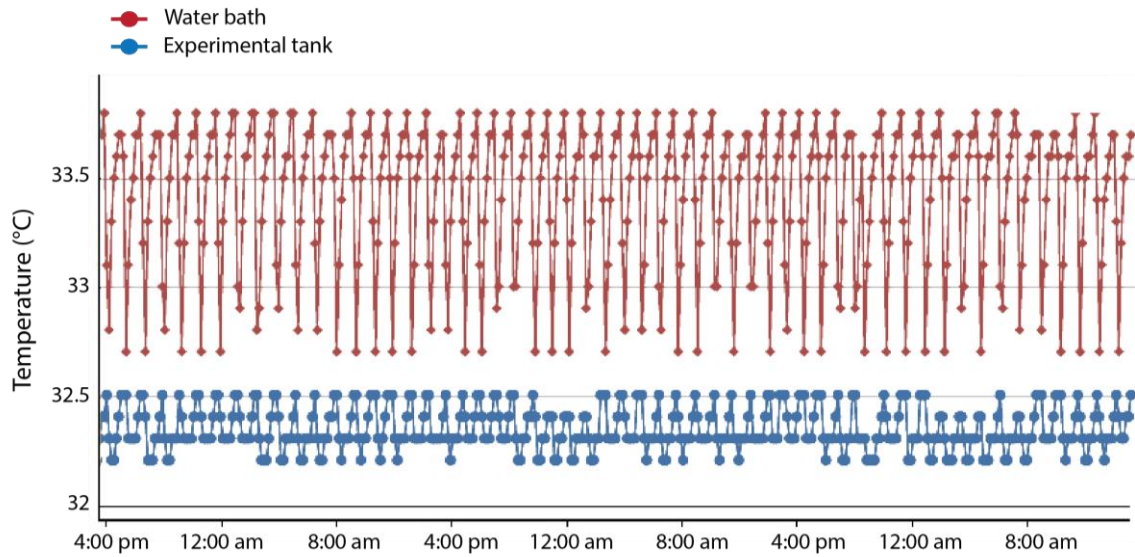 Water bath
Experimental tank
Temperature (°C)
33.5
33
32.5
32
4:00 pm 12:00 am 8:00 am 4:00 pm 12:00 am 8:00 am 4:00 pm 12:00 am 8:00 am